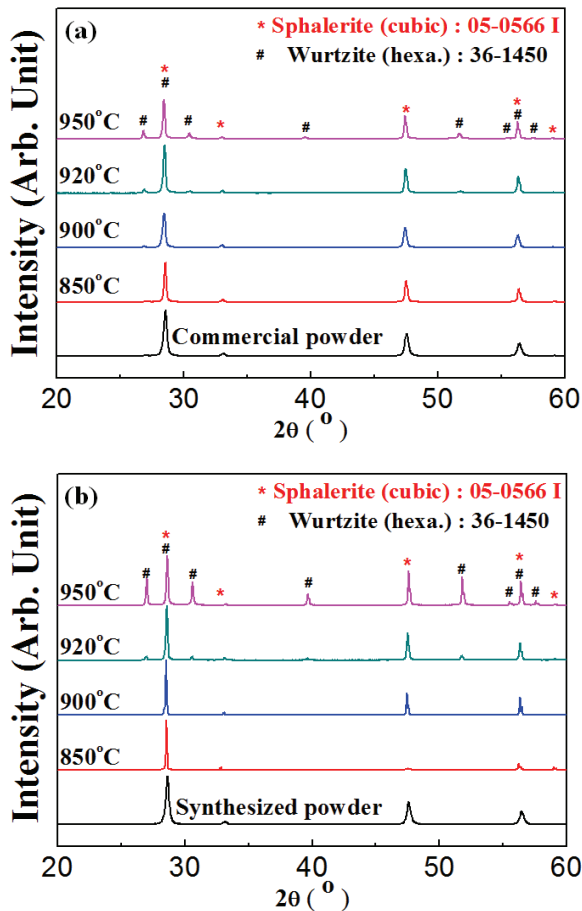 (a)
* Sphalerite (cubic) : 05-0566 I
# Wurtzite (hexa.) : 36-1450
Intensity (Arb. Unit)
* # # # * # * # # * # *
950°C
920°C
900°C
850°C
Commercial powder
20 30 40 50 60
2θ ( o )
(b)
* Sphalerite (cubic) : 05-0566 I
# Wurtzite (hexa.) : 36-1450
Intensity (Arb. Unit)
# * # # * # * # # * # # *
950°C
920°C
900°C
850°C
Synthesized powder
20 30 40 50 60
2θ ( o )